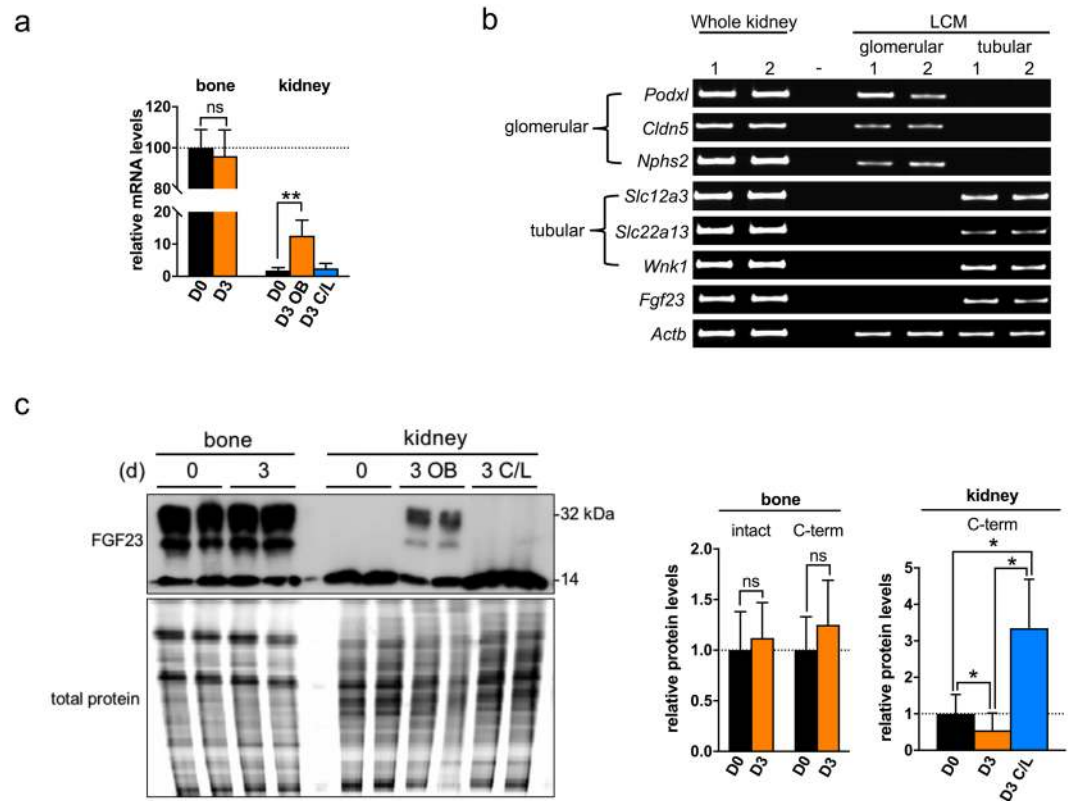 a
bone kidney
relative mRNA levels
120
100
80
20
10
0
ns
**
D0
D3
D0
D3 OB
D3 C/L
b
Whole kidney LCM
glomerular tubular
1 2 - 1 2 1 2
glomerular
Podxl
Cldn5
Nphs2
tubular
Slc12a3
Slc22a13
Wnk1
Fgf23
Actb
c
bone kidney
(d) 0 3 0 3 OB 3 C/L
FGF23
-32 kDa
-14
total protein
bone
intact C-term
relative protein levels
2.0
1.5
1.0
0.5
0.0
ns
ns
D0
D3
D0
D3
kidney
C-term
relative protein levels
5
4
3
2
1
0
*
*
*
D0
D3
D3 C/L